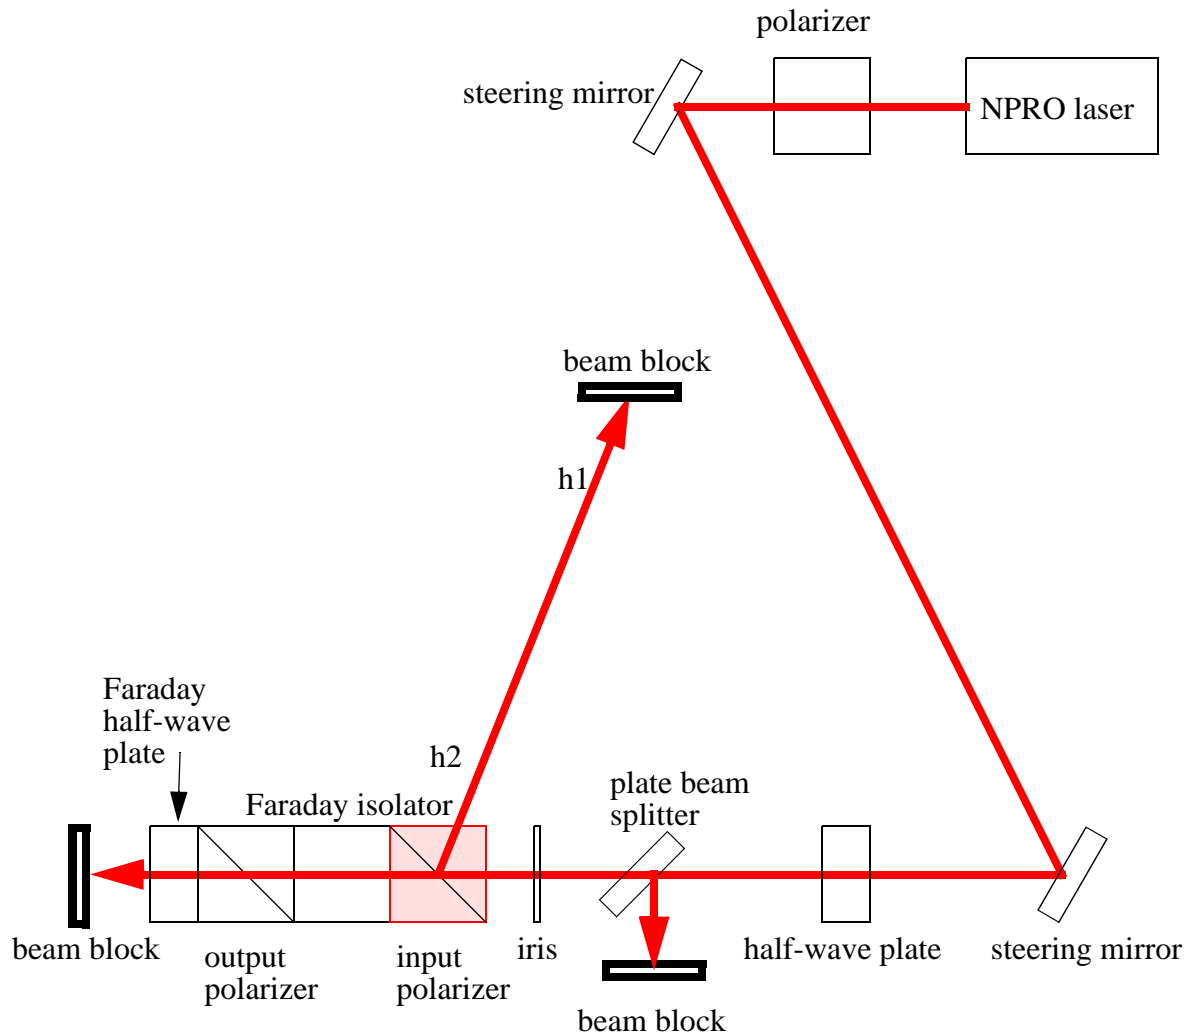 polarizer
steering mirror
NPRO laser
beam block
h1
h2
Faraday
half-wave
plate
Faraday isolator
plate beam
splitter
beam block
output
polarizer
input
polarizer
iris
half-wave plate
steering mirror
beam block